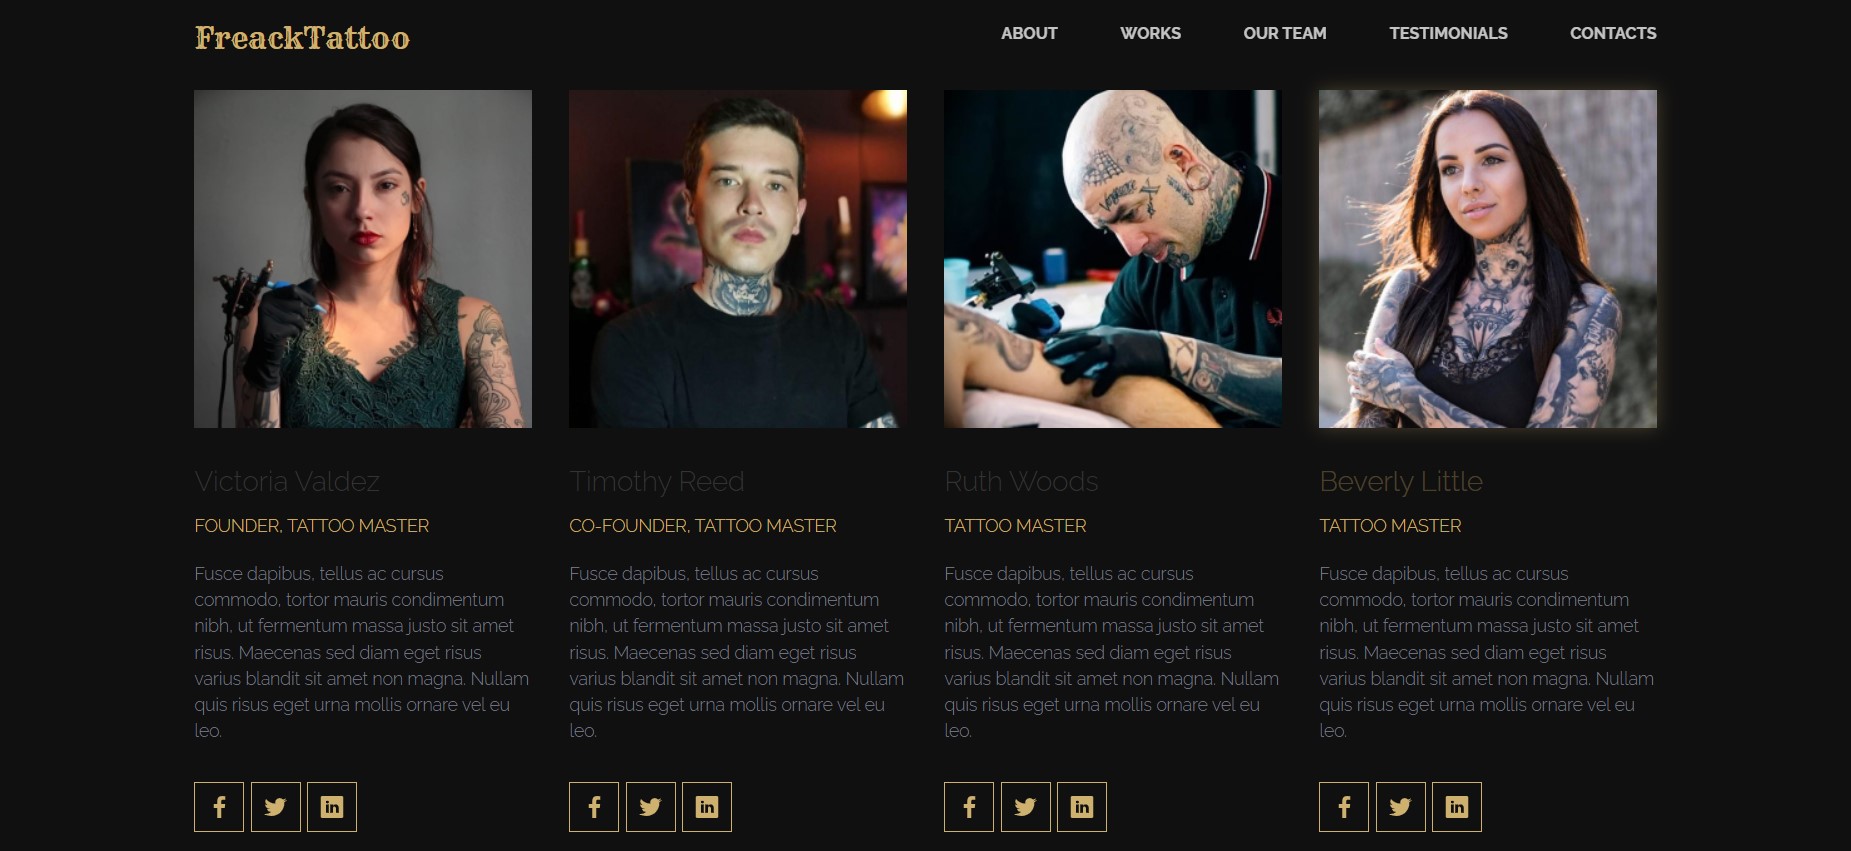 FreackTattoo
ABOUT WORKS OUR TEAM TESTIMONIALS CONTACTS
Victoria Valdez
FOUNDER, TATTOO MASTER
Fusce dapibus, tellus ac cursus
commodo, tortor mauris condimentum
nibh, ut fermentum massa justo sit amet
risus. Maecenas sed diam eget risus
varius blandit sit amet non magna. Nullam
quis risus eget urna mollis ornare vel eu
leo.
Timothy Reed
CO-FOUNDER, TATTOO MASTER
Fusce dapibus, tellus ac cursus
commodo, tortor mauris condimentum
nibh, ut fermentum massa justo sit amet
risus. Maecenas sed diam eget risus
varius blandit sit amet non magna. Nullam
quis risus eget urna mollis ornare vel eu
leo.
Ruth Woods
TATTOO MASTER
Fusce dapibus, tellus ac cursus
commodo, tortor mauris condimentum
nibh, ut fermentum massa justo sit amet
risus. Maecenas sed diam eget risus
varius blandit sit amet non magna. Nullam
quis risus eget urna mollis ornare vel eu
leo.
Beverly Little
TATTOO MASTER
Fusce dapibus, tellus ac cursus
commodo, tortor mauris condimentum
nibh, ut fermentum massa justo sit amet
risus. Maecenas sed diam eget risus
varius blandit sit amet non magna. Nullam
quis risus eget urna mollis ornare vel eu
leo.